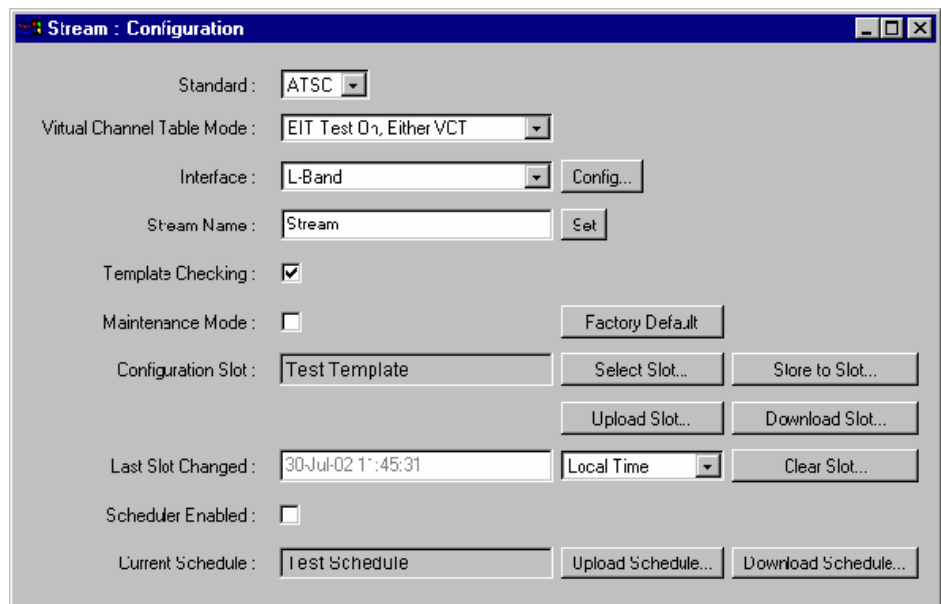 Stream : Configuration
Standard : ATSC
Virtual Channel Table Mode : EIT Test On, Either VCT
Interface : L-Band Config...
Stream Name : Stream Set
Template Checking :
Maintenance Mode : Factory Default
Configuration Slot : Test Template Select Slot... Store to Slot...
Upload Slot... Download Slot...
Last Slot Changed : 30-Jul-02 11:45:31 Local Time Clear Slot...
Scheduler Enabled :
Current Schedule : Test Schedule Upload Schedule... Download Schedule...